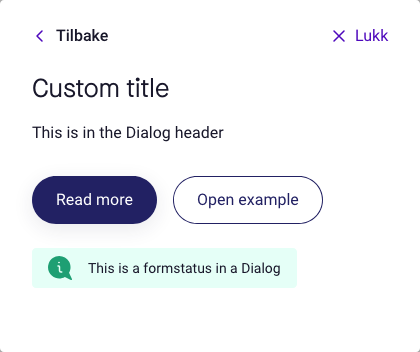 Tilbake
Lukk
Custom title
This is in the Dialog header
Read more
Open example
This is a formstatus in a Dialog